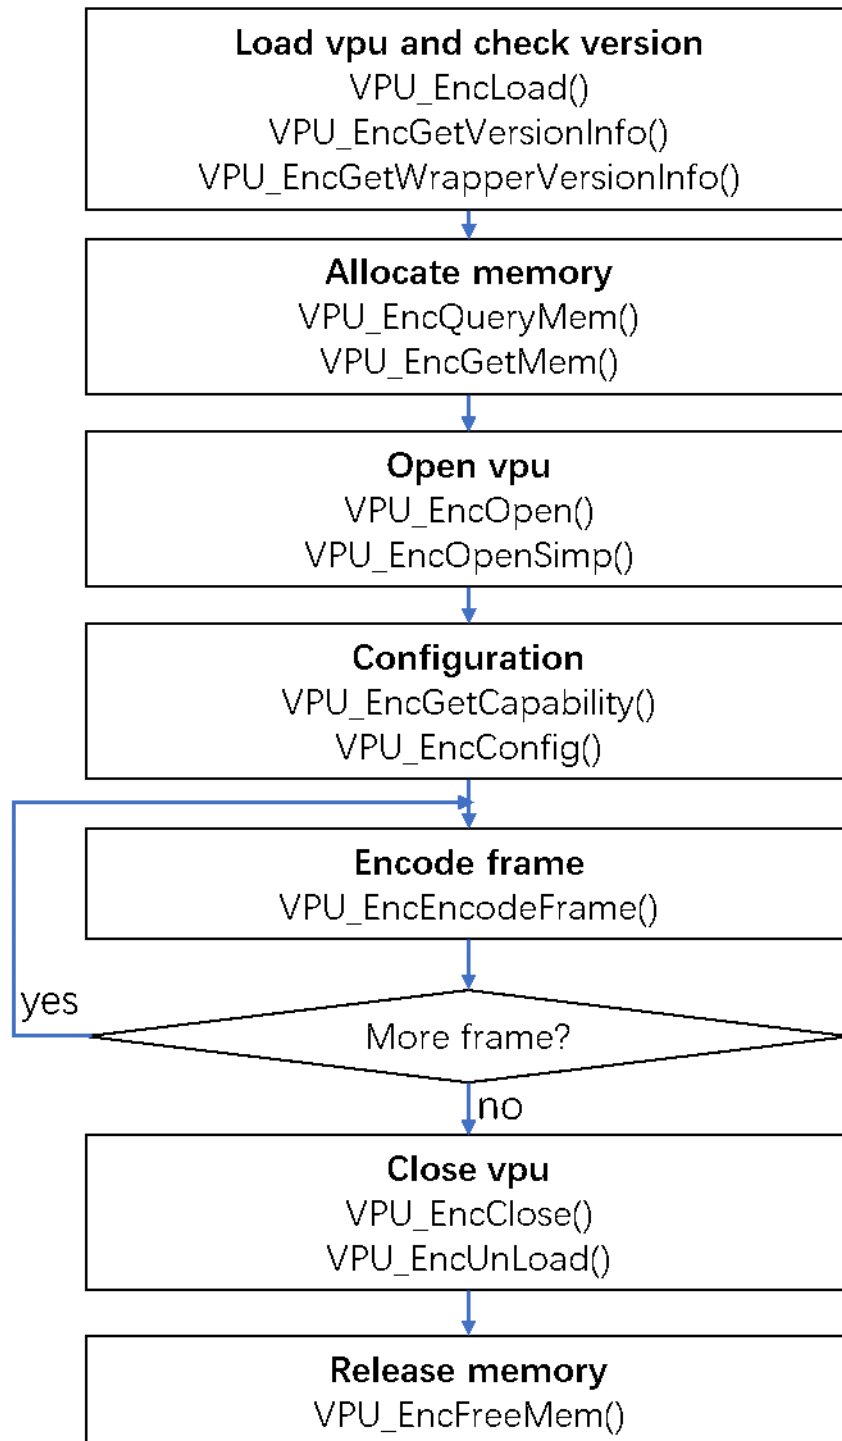 Load vpu and check version
VPU_EncLoad()
VPU_EncGetVersionInfo()
VPU_EncGetWrapperVersionInfo()
Allocate memory
VPU_EncQueryMem()
VPU_EncGetMem()
Open vpu
VPU_EncOpen()
VPU_EncOpenSimp()
Configuration
VPU_EncGetCapability()
VPU_EncConfig()
Encode frame
VPU_EncEncodeFrame()
yes
More frame?
no
Close vpu
VPU_EncClose()
VPU_EncUnLoad()
Release memory
VPU_EncFreeMem()